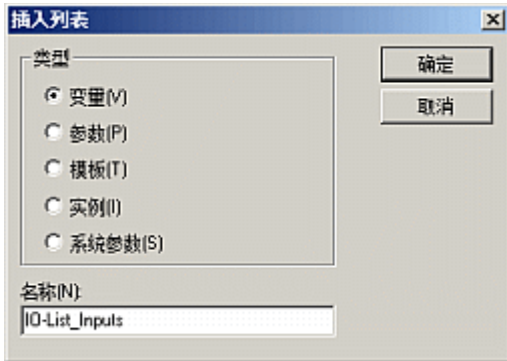 插入列表
类型
变量(V)
参数(P)
模板(T)
实例(I)
系统参数(S)
确定
取消
名称(N):
IO-List_Inputs